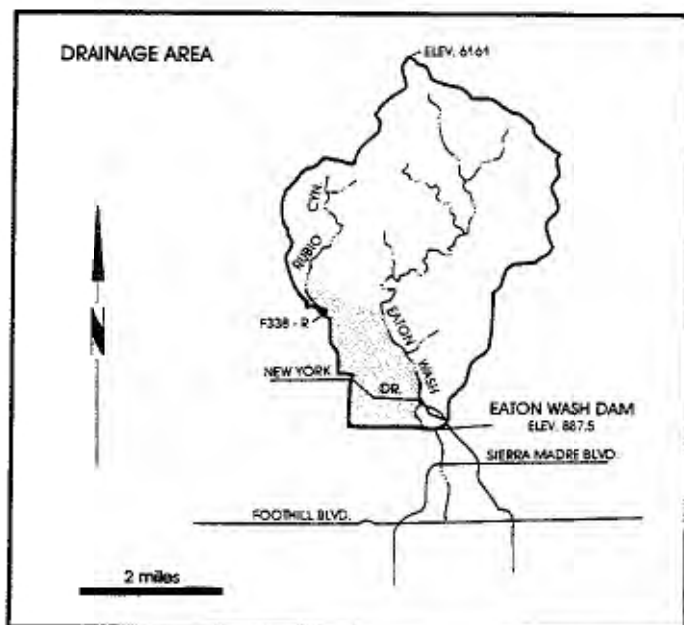 DRAINAGE AREA
ELEV. 6161
RUBIO CYN.
F338 - R
EATON WASH
NEW YORK DR.
EATON WASH DAM
ELEV. 887.5
SIERRA MADRE BLVD.
FOOTHILL BLVD.
2 miles
N